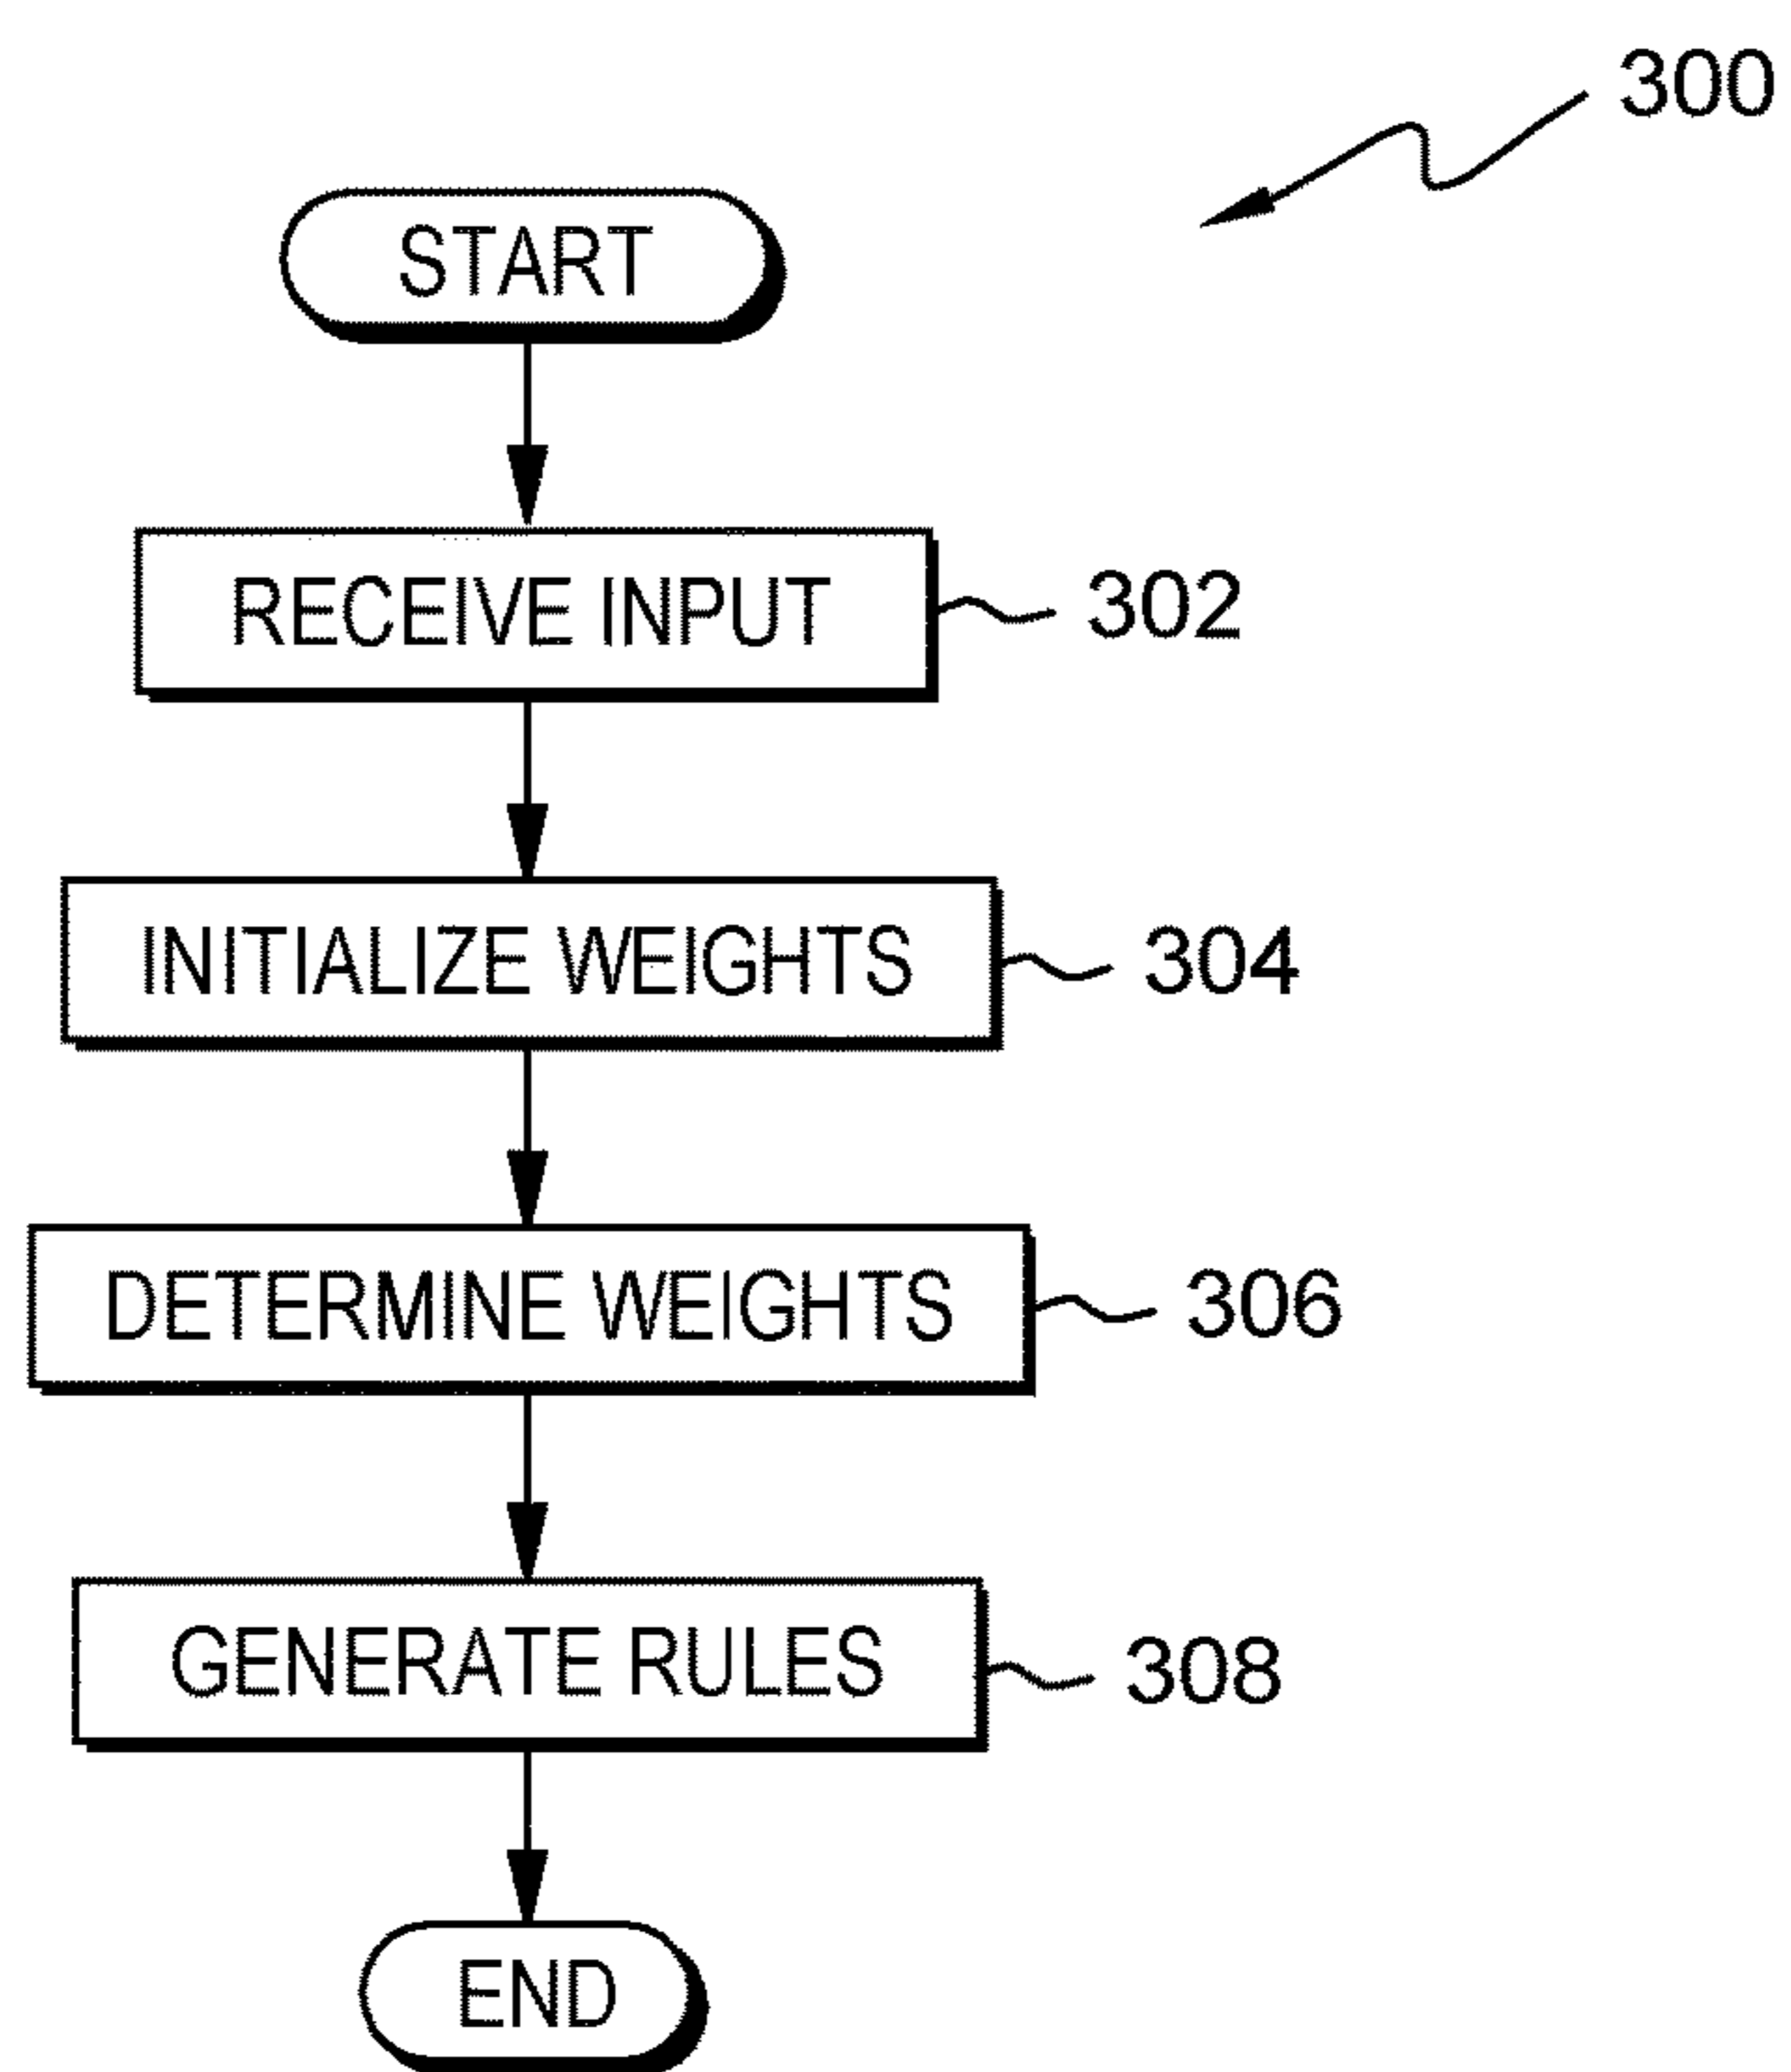 300
START
RECEIVE INPUT
302
INITIALIZE WEIGHTS
304
DETERMINE WEIGHTS
306
GENERATE RULES
308
END